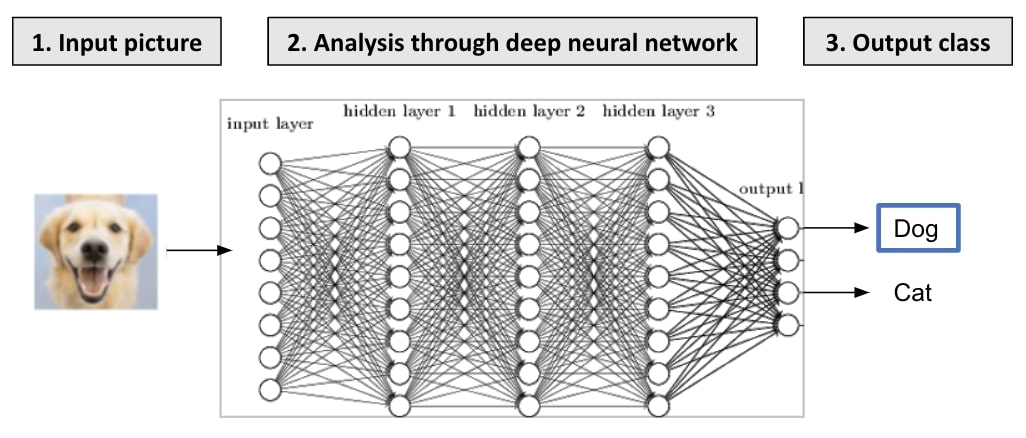 1. Input picture
2. Analysis through deep neural network
3. Output class
input layer
hidden layer 1
hidden layer 2
hidden layer 3
output l
Dog
Cat